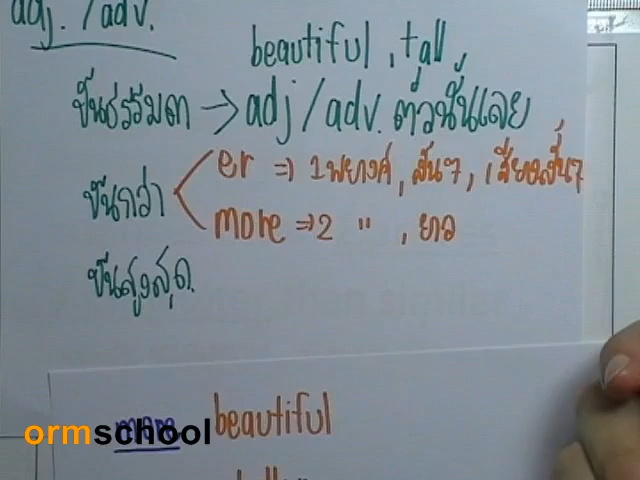 adj. /adv.
beautiful , tall ,
ขั้นธรรมดา → adj/adv. ตัวนั้นเลย
ขั้นกว่า
er ⇒ 1พยางค์, สั้นๆ, เสียงสั้นๆ
more ⇒ 2 " , ยาว
ขั้นสูงสุด.
more beautiful
ormschool
taller